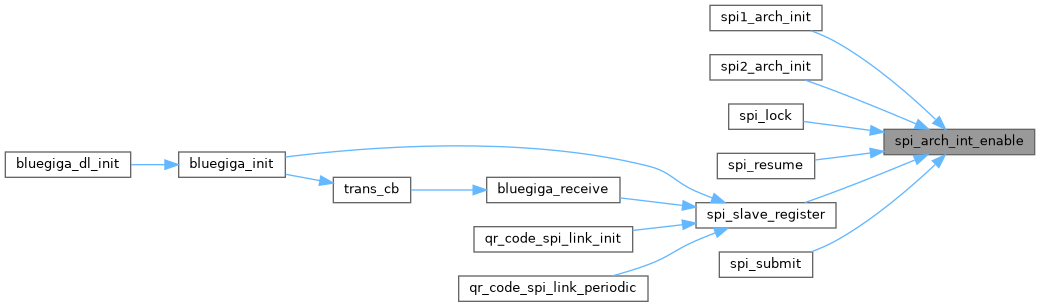 spi1_arch_init
spi2_arch_init
spi_lock
spi_arch_int_enable
bluegiga_dl_init
bluegiga_init
spi_resume
trans_cb
bluegiga_receive
spi_slave_register
qr_code_spi_link_init
spi_submit
qr_code_spi_link_periodic